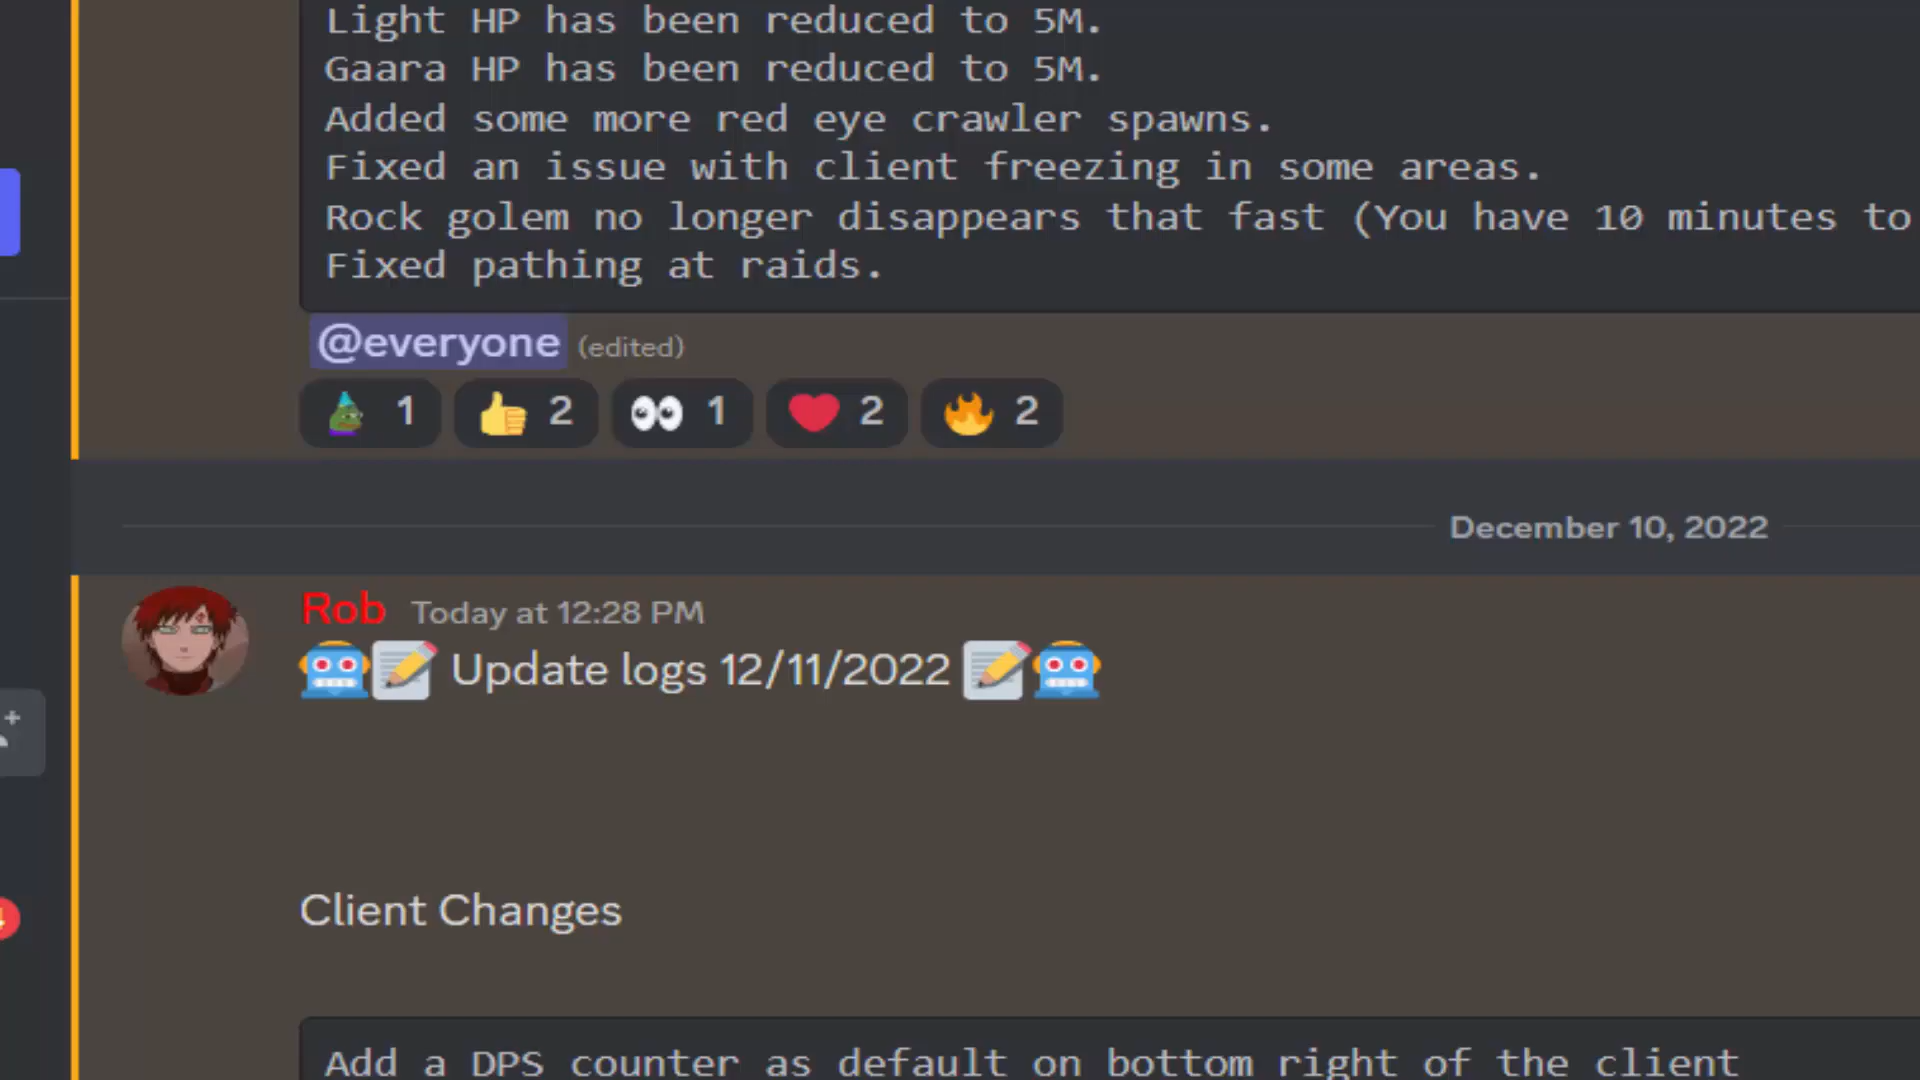 Light HP has been reduced to 5M.
Gaara HP has been reduced to 5M.
Added some more red eye crawler spawns.
Fixed an issue with client freezing in some areas.
Rock golem no longer disappears that fast (You have 10 minutes to
Fixed pathing at raids.
@everyone (edited)
1 2 1 2 2
December 10, 2022
Rob Today at 12:28 PM
Update logs 12/11/2022
Client Changes
Add a DPS counter as default on bottom right of the client